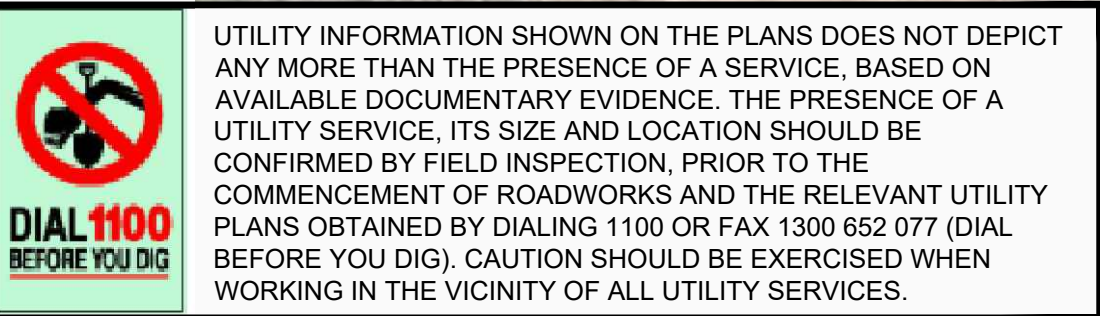 DIAL 1100
BEFORE YOU DIG
UTILITY INFORMATION SHOWN ON THE PLANS DOES NOT DEPICT
ANY MORE THAN THE PRESENCE OF A SERVICE, BASED ON
AVAILABLE DOCUMENTARY EVIDENCE. THE PRESENCE OF A
UTILITY SERVICE, ITS SIZE AND LOCATION SHOULD BE
CONFIRMED BY FIELD INSPECTION, PRIOR TO THE
COMMENCEMENT OF ROADWORKS AND THE RELEVANT UTILITY
PLANS OBTAINED BY DIALING 1100 OR FAX 1300 652 077 (DIAL
BEFORE YOU DIG). CAUTION SHOULD BE EXERCISED WHEN
WORKING IN THE VICINITY OF ALL UTILITY SERVICES.